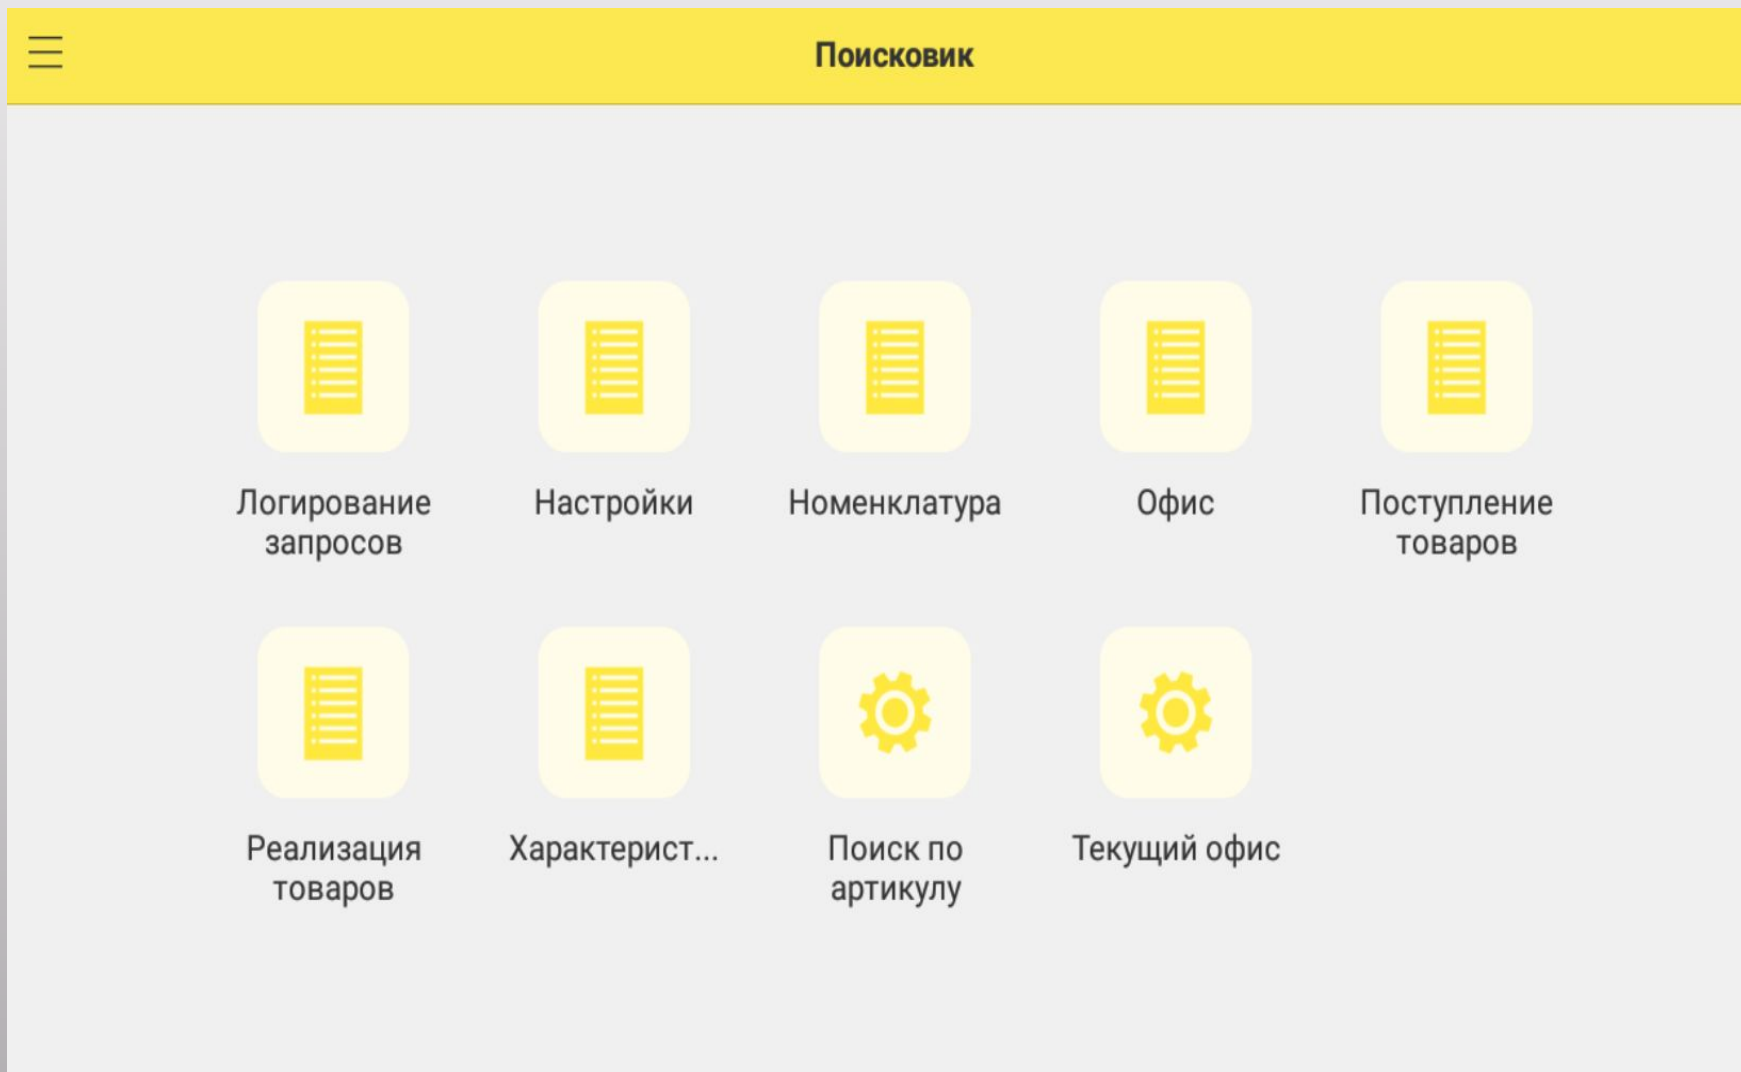 Поисковик
Логирование
запросов
Настройки
Номенклатура
Офис
Поступление
товаров
Реализация
товаров
Характерист...
Поиск по
артикулу
Текущий офис